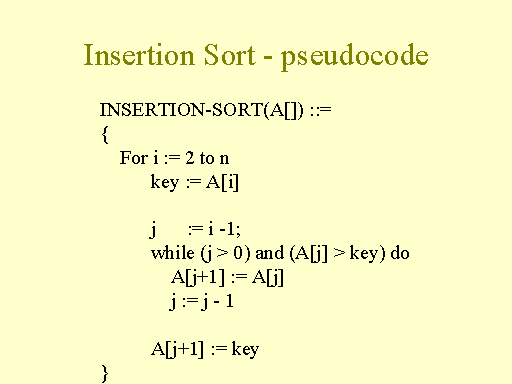 Insertion Sort - pseudocode
INSERTION-SORT(A[]) ::=
{
For i := 2 to n
key := A[i]
j := i -1;
while (j > 0) and (A[j] > key) do
A[j+1] := A[j]
j := j - 1
A[j+1] := key
}